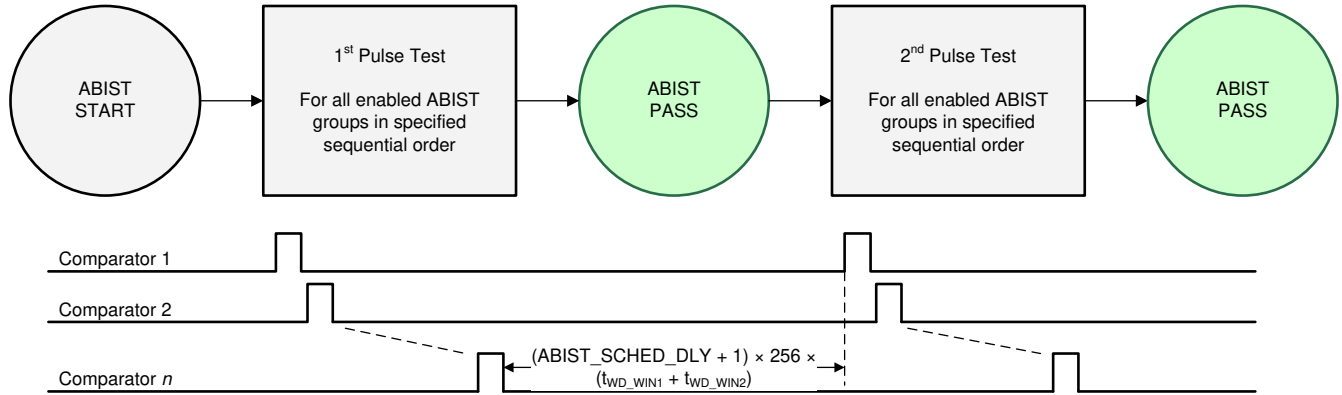 ABIST
START
1st Pulse Test
For all enabled ABIST
groups in specified
sequential order
ABIST
PASS
2nd Pulse Test
For all enabled ABIST
groups in specified
sequential order
ABIST
PASS
Comparator 1
Comparator 2
Comparator n
(ABIST_SCHED_DLY + 1) × 256 ×
(tWD_WIN1 + tWD_WIN2)